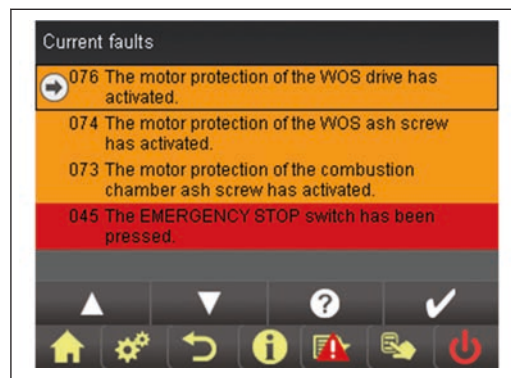 Current faults
076 The motor protection of the WOS drive has
activated.
074 The motor protection of the WOS ash screw
has activated.
073 The motor protection of the combustion
chamber ash screw has activated.
045 The EMERGENCY STOP switch has been
pressed.